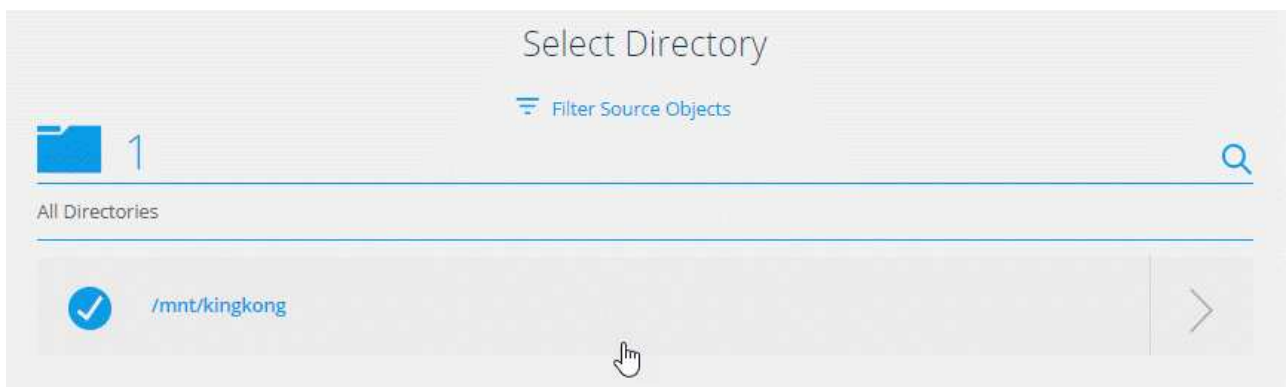 Select Directory
Filter Source Objects
1
All Directories
/mnt/kingkong